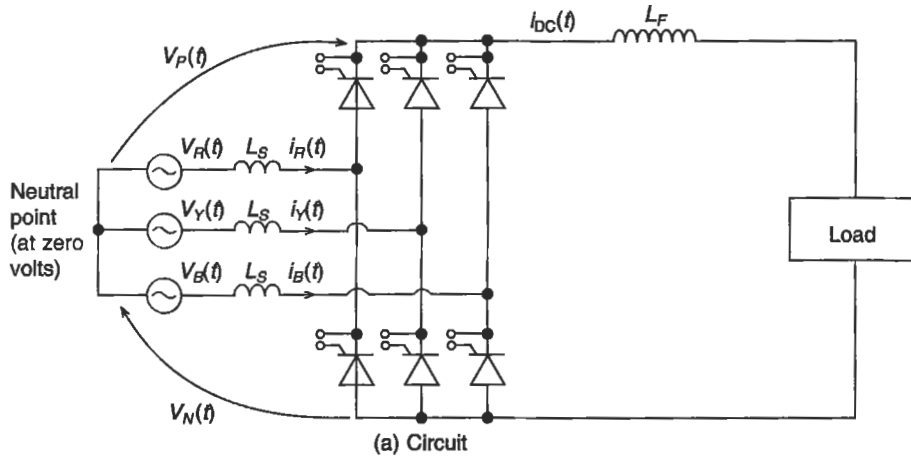 i_DC(t) L_F
V_P(t)
V_R(t) L_S i_R(t)
Neutral
point
(at zero
volts)
V_Y(t) L_S i_Y(t)
V_B(t) L_S i_B(t)
Load
V_N(t)
(a) Circuit